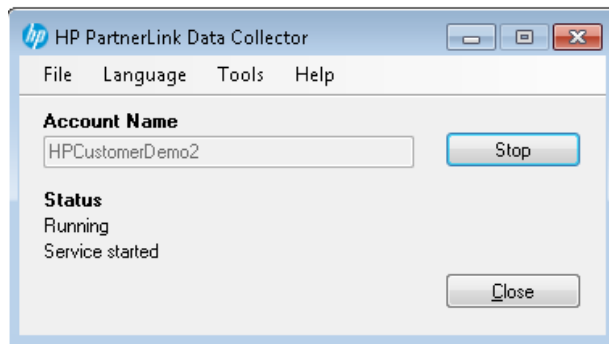 hp HP PartnerLink Data Collector
File Language Tools Help
Account Name
HPCustomerDemo2
Stop
Status
Running
Service started
Close